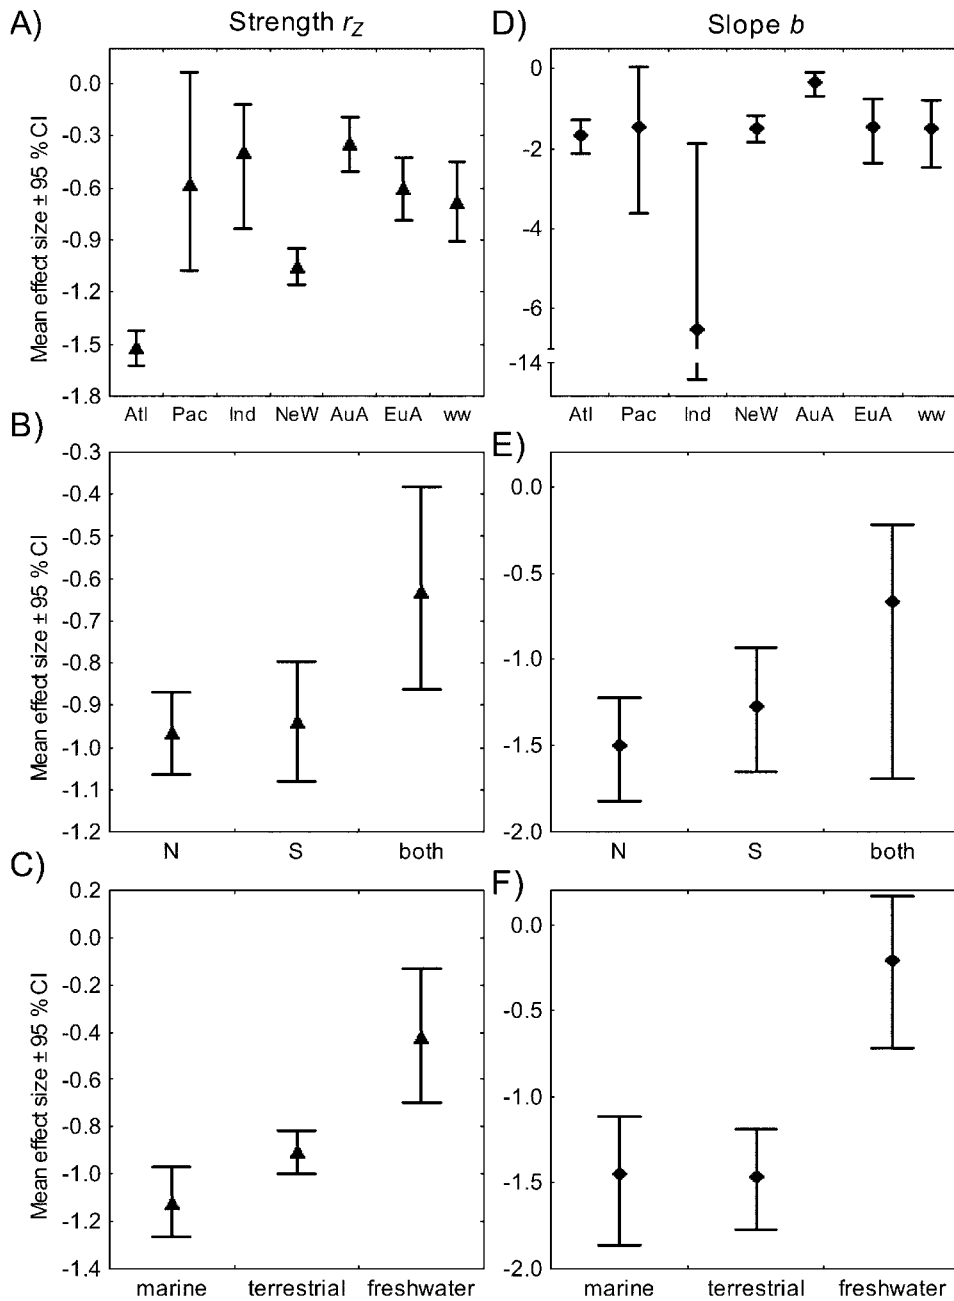 A) Strength rZ
0.0
-0.3
-0.6
-0.9
-1.2
-1.5
-1.8
Mean effect size ± 95 % CI
Atl Pac Ind NeW AuA EuA ww
D) Slope b
0
-2
-4
-6
-14
Atl Pac Ind NeW AuA EuA ww
B)
-0.3
-0.4
-0.5
-0.6
-0.7
-0.8
-0.9
-1.0
-1.1
-1.2
Mean effect size ± 95 % CI
N S both
E)
0.0
-0.5
-1.0
-1.5
-2.0
N S both
C)
0.2
0.0
-0.2
-0.4
-0.6
-0.8
-1.0
-1.2
-1.4
Mean effect size ± 95 % CI
marine terrestrial freshwater
F)
0.0
-0.5
-1.0
-1.5
-2.0
marine terrestrial freshwater